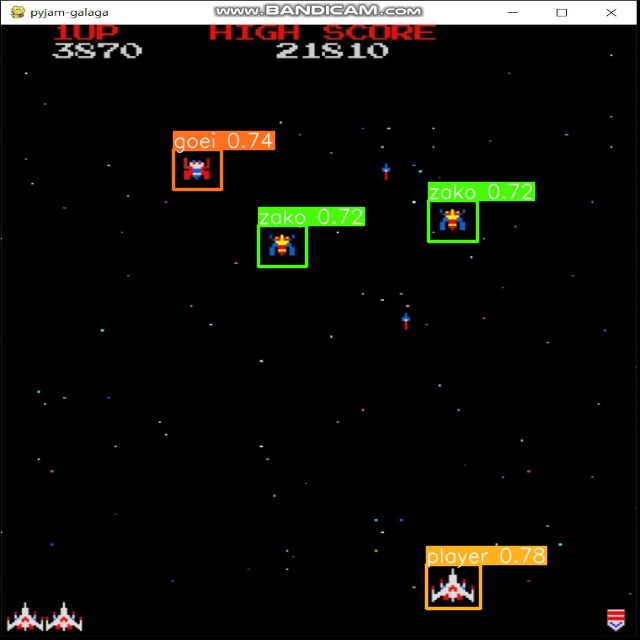 pyjam-galaga
www.BANDICAM.com
1UP HIGH SCORE
3870 21810
goei 0.74
zako 0.72
zako 0.72
player 0.78